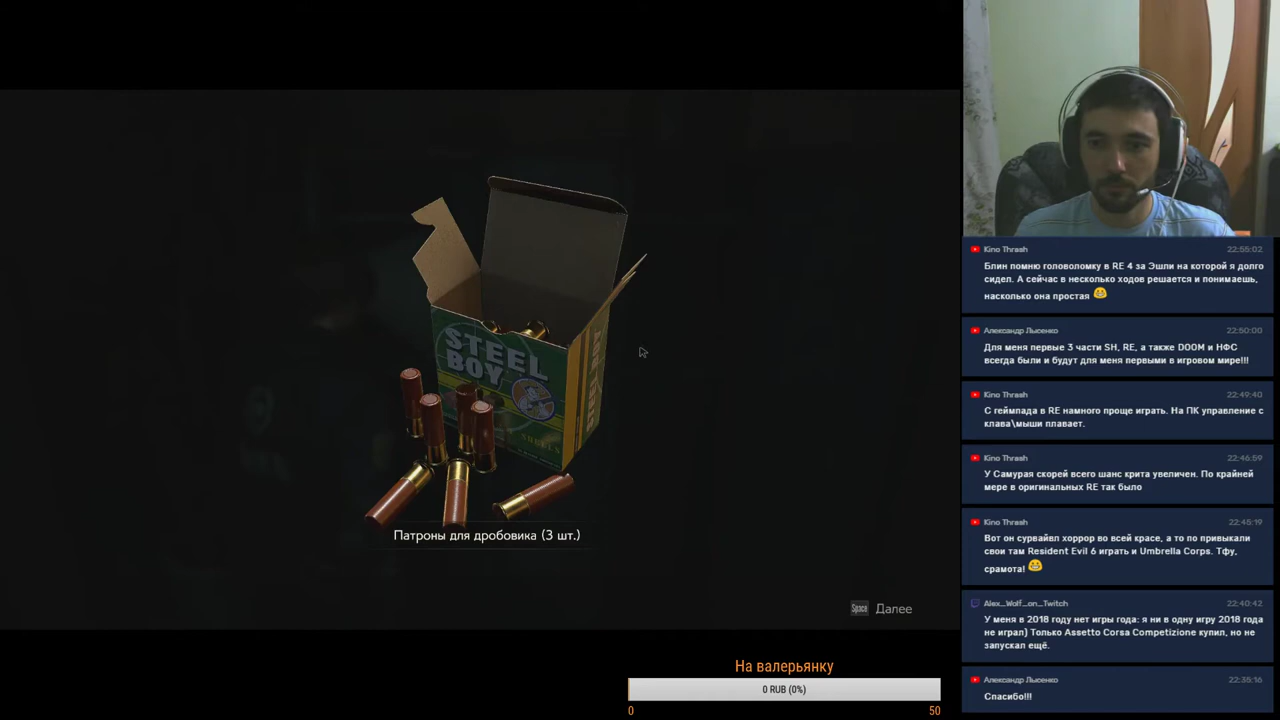 STEEL
BOY
STEEL BOY
Патроны для дробовика (3 шт.)
Space Далее
На валерьянку
0 RUB (0%)
0
50
Kino Thrash 22:55:02
Блин помню головоломку в RE 4 за Эшли на которой я долго
сидел. А сейчас в несколько ходов решается и понимаешь,
насколько она простая 😄
Александр Лысенко 22:50:00
Для меня первые 3 части SH, RE, а также DOOM и НФС
всегда были и будут для меня первыми в игровом мире!!!
Kino Thrash 22:49:40
С геймпада в RE намного проще играть. На ПК управление с
клава\мыши плавает.
Kino Thrash 22:46:59
У Самурая скорей всего шанс крита увеличен. По крайней
мере в оригинальных RE так было
Kino Thrash 22:45:19
Вот он сурвайвл хоррор во всей красе, а то по привыкали
свои там Resident Evil 6 играть и Umbrella Corps. Тфу,
срамота! 😄
Alex_Wolf_on_Twitch 22:40:42
У меня в 2018 году нет игры года: я ни в одну игру 2018 года
не играл) Только Assetto Corsa Competizione купил, но не
запускал ещё.
Александр Лысенко 22:35:16
Спасибо!!!